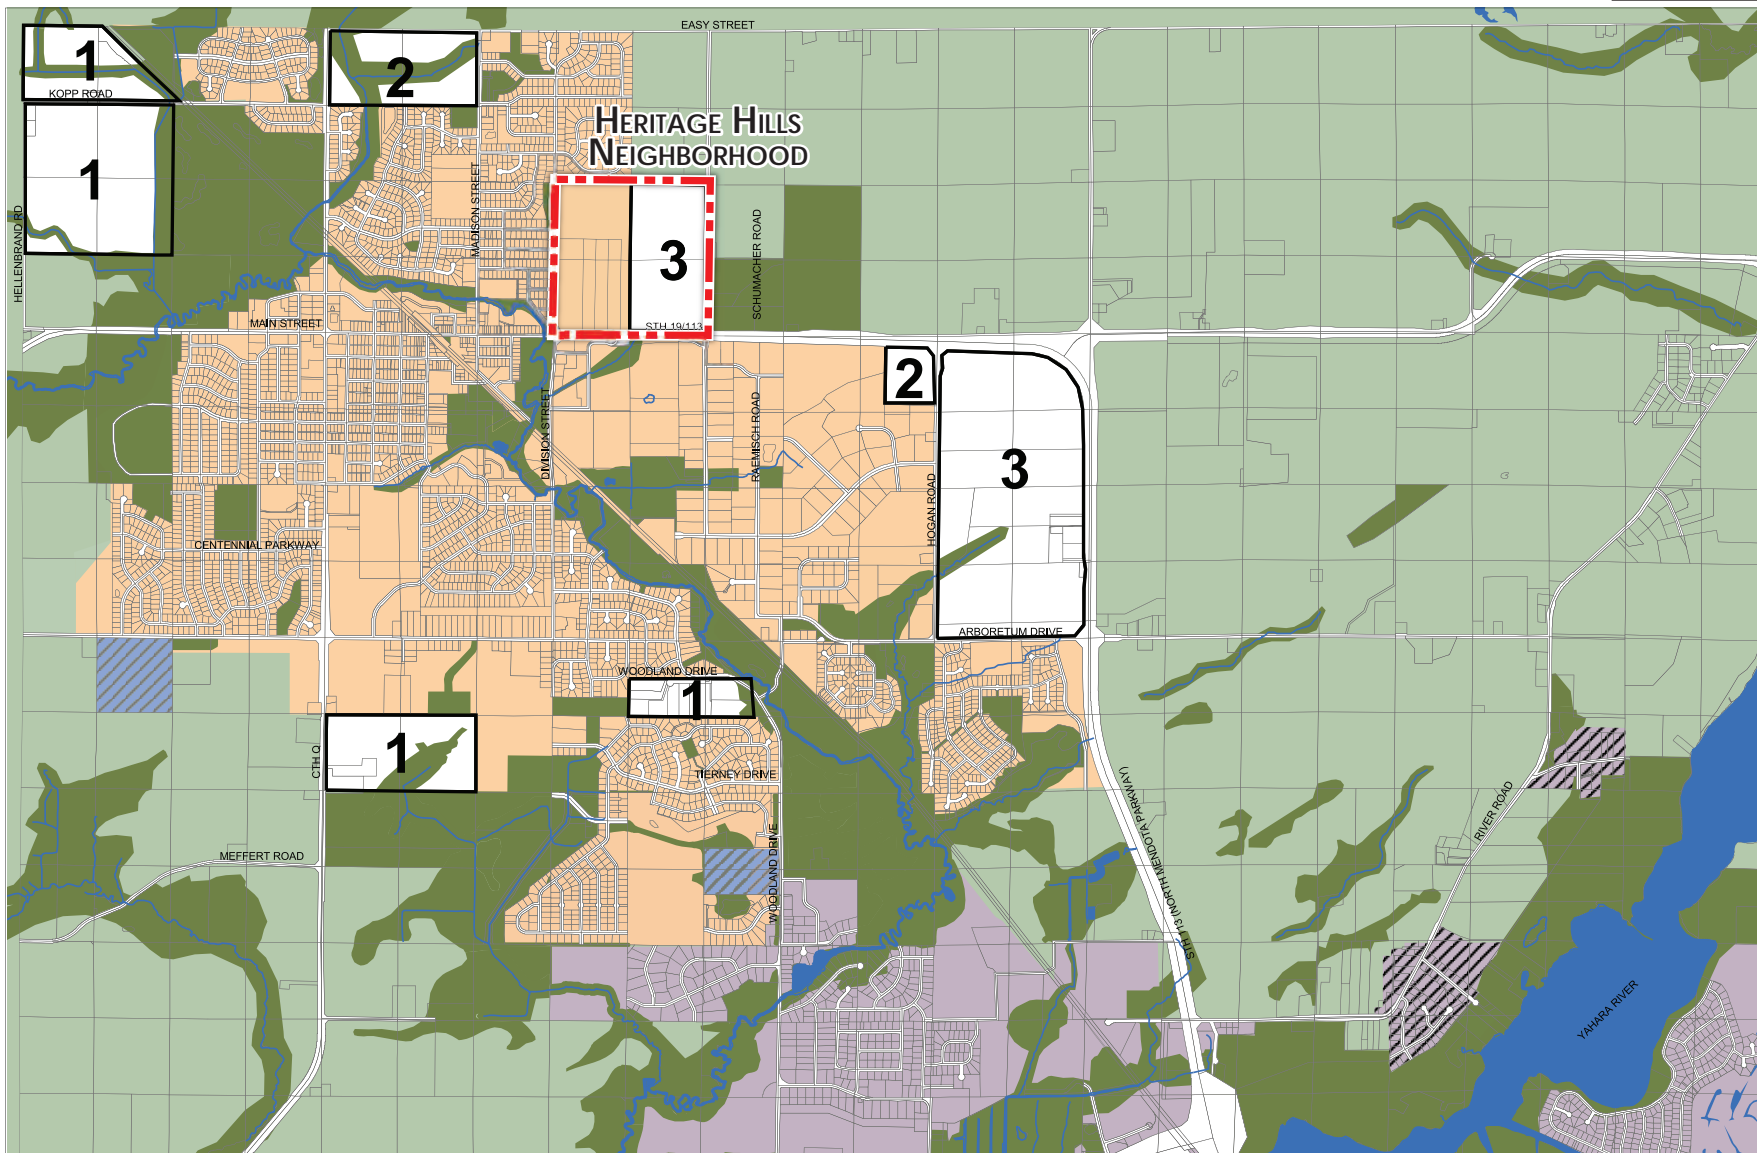 EASY STREET
1
2
KOPP ROAD
HERITAGE HILLS
NEIGHBORHOOD
1
MADISON STREET
HELLENBRAND RD
3
SCHUMACHER ROAD
MAIN STREET
STH 19/113
2
DIVISION STREET
RAEMISCH ROAD
3
HOGAN ROAD
CENTENNIAL PARKWAY
ARBORETUM DRIVE
WOODLAND DRIVE
1
1
CTH Q
TIERNEY DRIVE
STH 113 (NORTH MENDOTA PARKWAY)
RIVER ROAD
MEFFERT ROAD
WOODLAND DRIVE
YAHARA RIVER